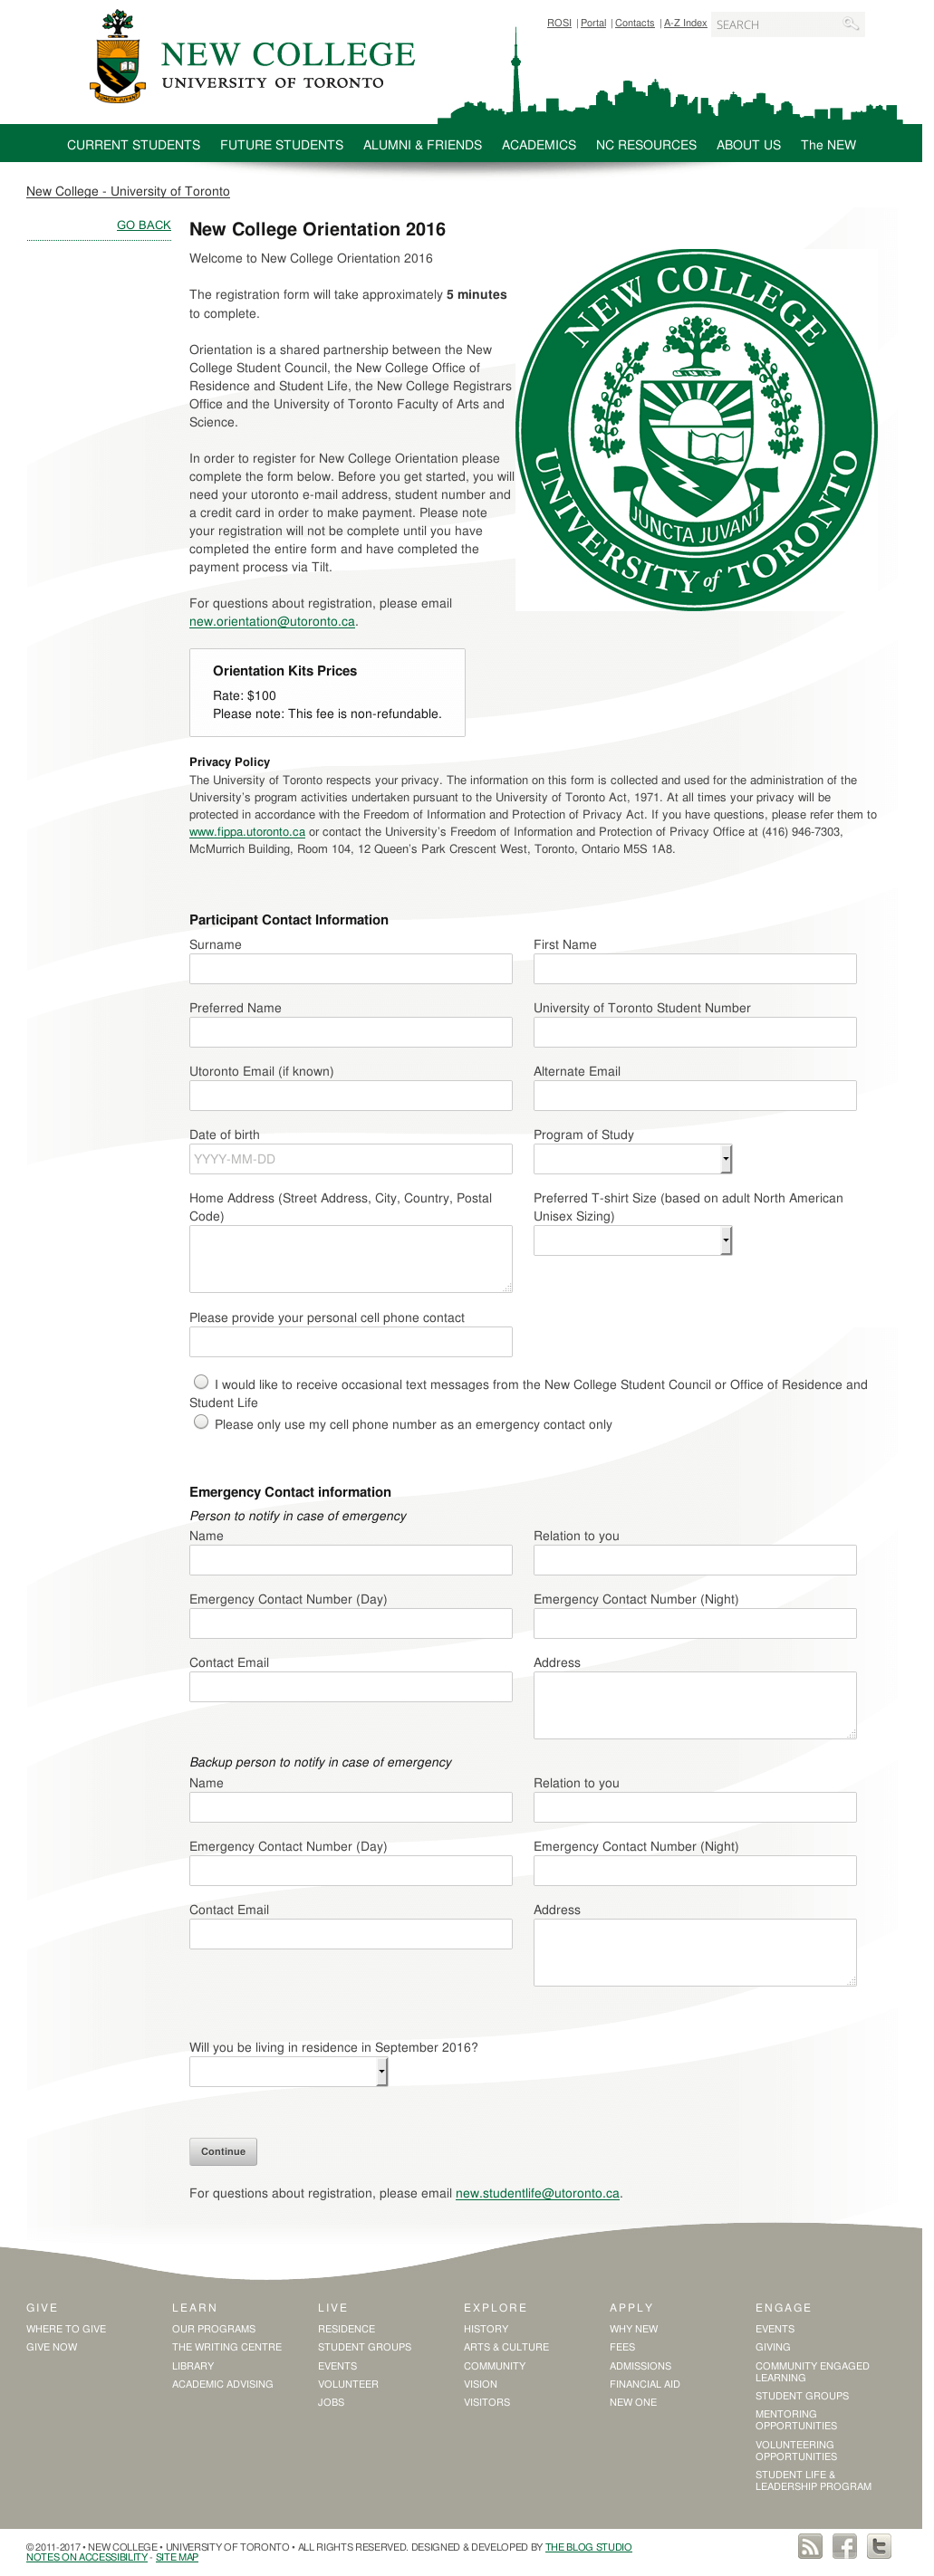 ROSI | Portal | Contacts | A-Z Index SEARCH
NEW COLLEGE
UNIVERSITY OF TORONTO
JUNCTA JUVANT
CURRENT STUDENTS FUTURE STUDENTS ALUMNI & FRIENDS ACADEMICS NC RESOURCES ABOUT US The NEW
New College - University of Toronto
GO BACK
New College Orientation 2016
Welcome to New College Orientation 2016
The registration form will take approximately 5 minutes
to complete.
Orientation is a shared partnership between the New
College Student Council, the New College Office of
Residence and Student Life, the New College Registrars
Office and the University of Toronto Faculty of Arts and
Science.
In order to register for New College Orientation please
complete the form below. Before you get started, you will
need your utoronto e-mail address, student number and
a credit card in order to make payment. Please note
your registration will not be complete until you have
completed the entire form and have completed the
payment process via Tilt.
For questions about registration, please email
new.orientation@utoronto.ca.
NEW COLLEGE
JUNCTA JUVANT
UNIVERSITY of TORONTO
Orientation Kits Prices
Rate: $100
Please note: This fee is non-refundable.
Privacy Policy
The University of Toronto respects your privacy. The information on this form is collected and used for the administration of the
University's program activities undertaken pursuant to the University of Toronto Act, 1971. At all times your privacy will be
protected in accordance with the Freedom of Information and Protection of Privacy Act. If you have questions, please refer to
www.fippa.utoronto.ca or contact the University's Freedom of Information and Protection of Privacy Office at (416) 946-7303,
McMurrich Building, Room 104, 12 Queen's Park Crescent West, Toronto, Ontario M5S 1A8.
Participant Contact Information
Surname First Name
Preferred Name University of Toronto Student Number
Utoronto Email (if known) Alternate Email
Date of birth Program of Study
YYYY-MM-DD
Home Address (Street Address, City, Country, Postal
Code)
Preferred T-shirt Size (based on adult North American
Unisex Sizing)
Please provide your personal cell phone contact
I would like to receive occasional text messages from the New College Student Council or Office of Residence and
Student Life
Please only use my cell phone number as an emergency contact only
Emergency Contact information
Person to notify in case of emergency
Name Relation to you
Emergency Contact Number (Day) Emergency Contact Number (Night)
Contact Email Address
Backup person to notify in case of emergency
Name Relation to you
Emergency Contact Number (Day) Emergency Contact Number (Night)
Contact Email Address
Will you be living in residence in September 2016?
Continue
For questions about registration, please email new.studentlife@utoronto.ca.
GIVE
WHERE TO GIVE
GIVE NOW
LEARN
OUR PROGRAMS
THE WRITING CENTRE
LIBRARY
ACADEMIC ADVISING
LIVE
RESIDENCE
STUDENT GROUPS
EVENTS
VOLUNTEER
JOBS
EXPLORE
HISTORY
ARTS & CULTURE
COMMUNITY
VISION
VISITORS
APPLY
WHY NEW
FEES
ADMISSIONS
FINANCIAL AID
NEW ONE
ENGAGE
EVENTS
GIVING
COMMUNITY ENGAGED
LEARNING
STUDENT GROUPS
MENTORING
OPPORTUNITIES
VOLUNTEERING
OPPORTUNITIES
STUDENT LIFE &
LEADERSHIP PROGRAM
© 2011-2017 • NEW COLLEGE • UNIVERSITY OF TORONTO • ALL RIGHTS RESERVED. DESIGNED & DEVELOPED BY THE BLOG STUDIO
NOTES ON ACCESSIBILITY - SITE MAP